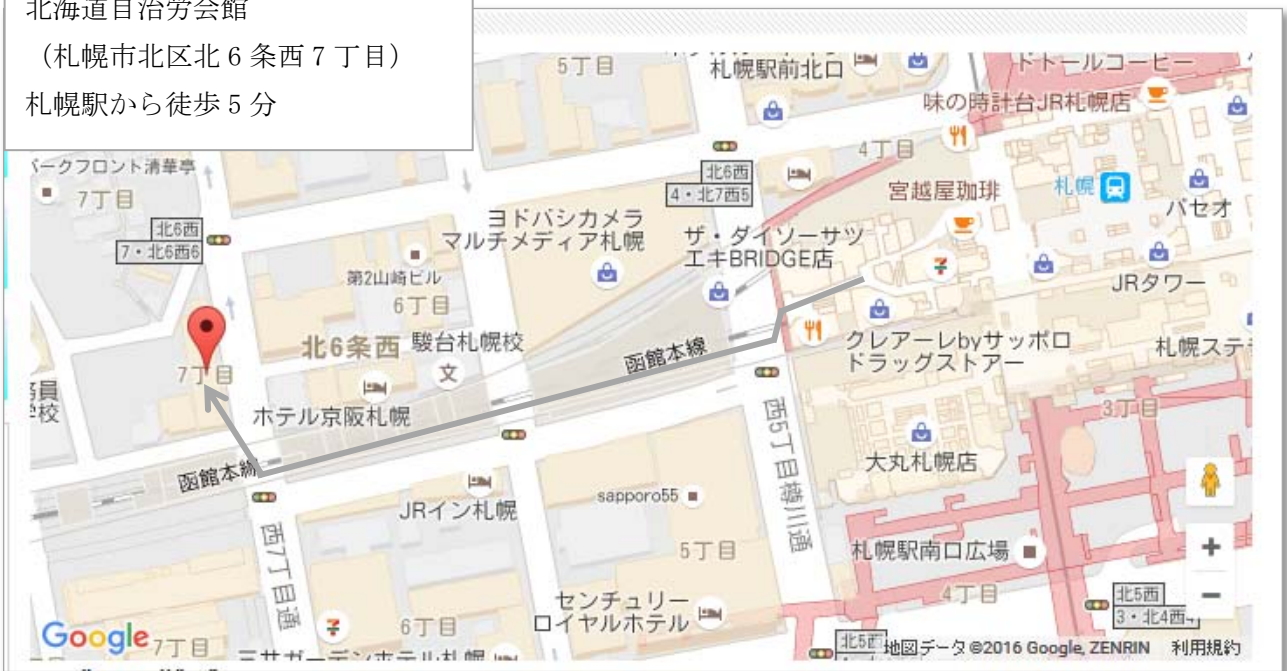 北海道自治労会館
（札幌市北区北6条西7丁目）
札幌駅から徒歩5分
5丁目
札幌駅前北口
ドトールコーヒー
味の時計台JR札幌店
パークフロント清華亭
7丁目
北6西
7・北6西6
第2山崎ビル
6丁目
ヨドバシカメラ
マルチメディア札幌
北6西
4・北7西5
4丁目
宮越屋珈琲
札幌
パセオ
ザ・ダイソーサツ
エキBRIDGE店
JRタワー
北6条西
駿台札幌校
文
函館本線
クレアーレbyサッポロ
ドラッグストアー
札幌ステ
7丁目
ホテル京阪札幌
函館本線
校
3丁目
大丸札幌店
西5丁目樽川通
JRイン札幌
sapporo55
5丁目
札幌駅南口広場
西7丁目通
センチュリー
ロイヤルホテル
4丁目
北5西
3・北4西4
+
−
Google
7丁目
6丁目
北5西
地図データ©2016 Google, ZENRIN
利用規約